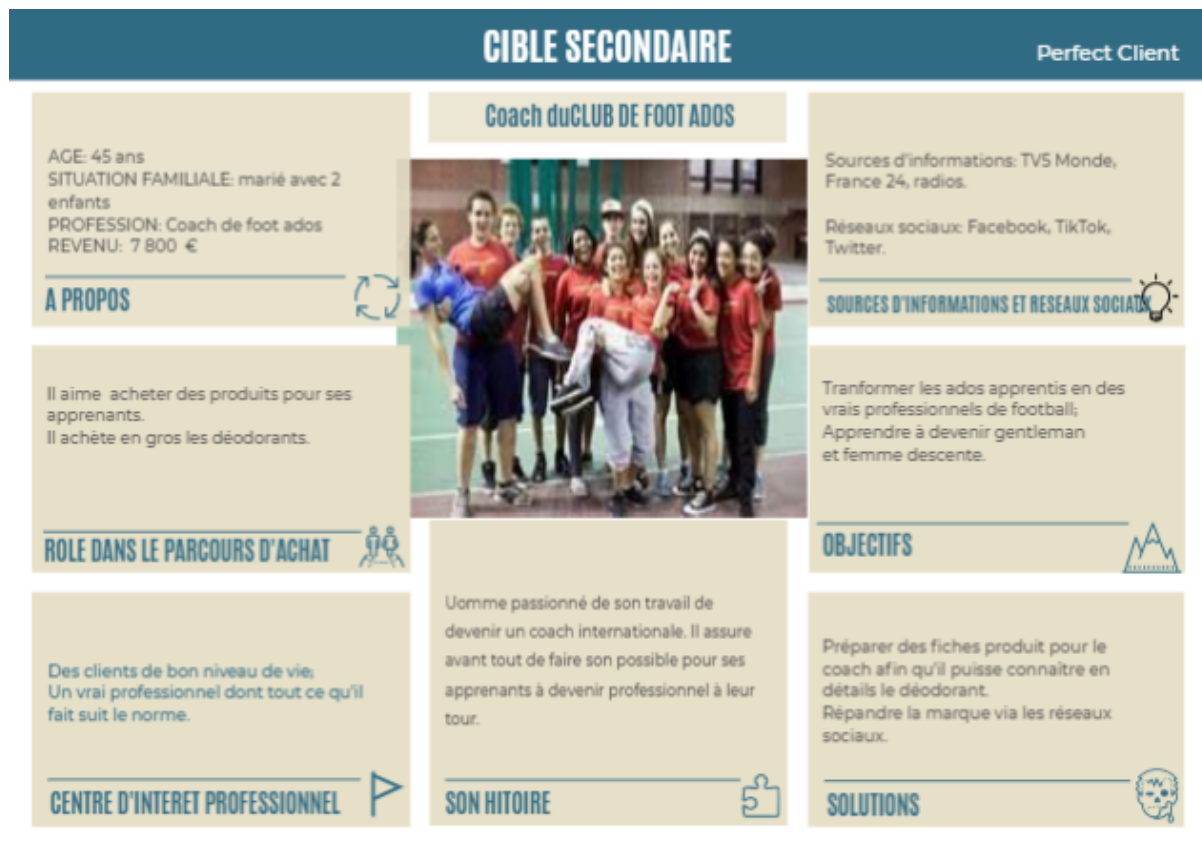 CIBLE SECONDAIRE
Perfect Client
AGE: 45 ans
SITUATION FAMILIALE: marié avec 2
enfants
PROFESSION: Coach de foot ados
REVENU: 7 800 €
A PROPOS
Coach duCLUB DE FOOT ADOS
Sources d'informations: TV5 Monde,
France 24, radios.
Réseaux sociaux: Facebook, TikTok,
Twitter.
SOURCES D'INFORMATIONS ET RESEAUX SOCIAUX
Il aime acheter des produits pour ses
apprenants.
Il achète en gros les déodorants.
ROLE DANS LE PARCOURS D'ACHAT
Tranformer les ados apprentis en des
vrais professionnels de football;
Apprendre à devenir gentleman
et femme descente.
OBJECTIFS
Des clients de bon niveau de vie;
Un vrai professionnel dont tout ce qu'il
fait suit le norme.
CENTRE D'INTERET PROFESSIONNEL
Uomme passionné de son travail de
devenir un coach internationale. Il assure
avant tout de faire son possible pour ses
apprenants à devenir professionnel à leur
tour.
SON HITOIRE
Préparer des fiches produit pour le
coach afin qu'il puisse connaître en
détails le déodorant.
Répandre la marque via les réseaux
sociaux.
SOLUTIONS